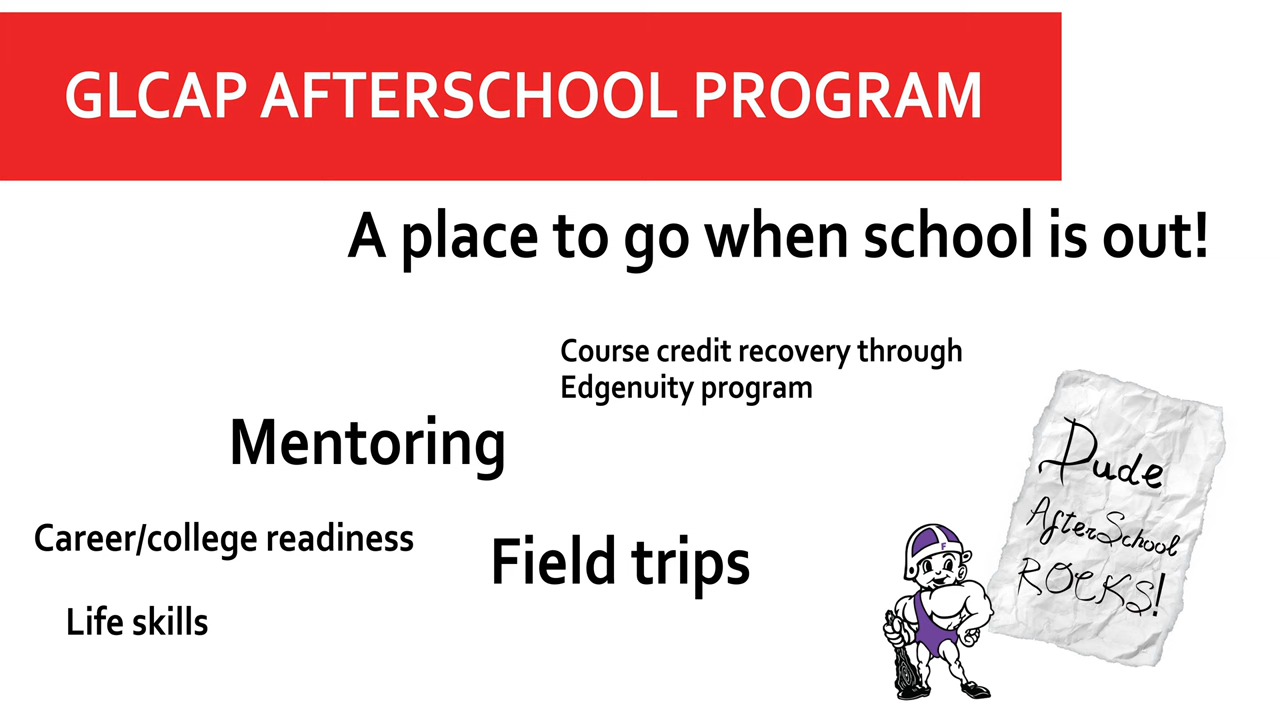 GLCAP AFTERSCHOOL PROGRAM
A place to go when school is out!
Course credit recovery through
Edgenuity program
Mentoring
Career/college readiness
Field trips
Life skills
Dude
AfterSchool
ROCKS!
F